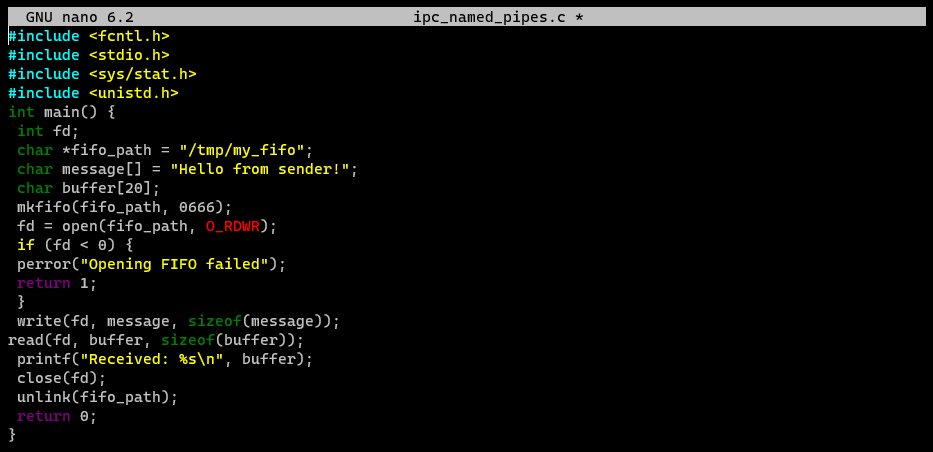 GNU nano 6.2 ipc_named_pipes.c *
#include <fcntl.h>
#include <stdio.h>
#include <sys/stat.h>
#include <unistd.h>
int main() {
 int fd;
 char *fifo_path = "/tmp/my_fifo";
 char message[] = "Hello from sender!";
 char buffer[20];
 mkfifo(fifo_path, 0666);
 fd = open(fifo_path, O_RDWR);
 if (fd < 0) {
 perror("Opening FIFO failed");
 return 1;
 }
 write(fd, message, sizeof(message));
read(fd, buffer, sizeof(buffer));
 printf("Received: %s\n", buffer);
 close(fd);
 unlink(fifo_path);
 return 0;
}